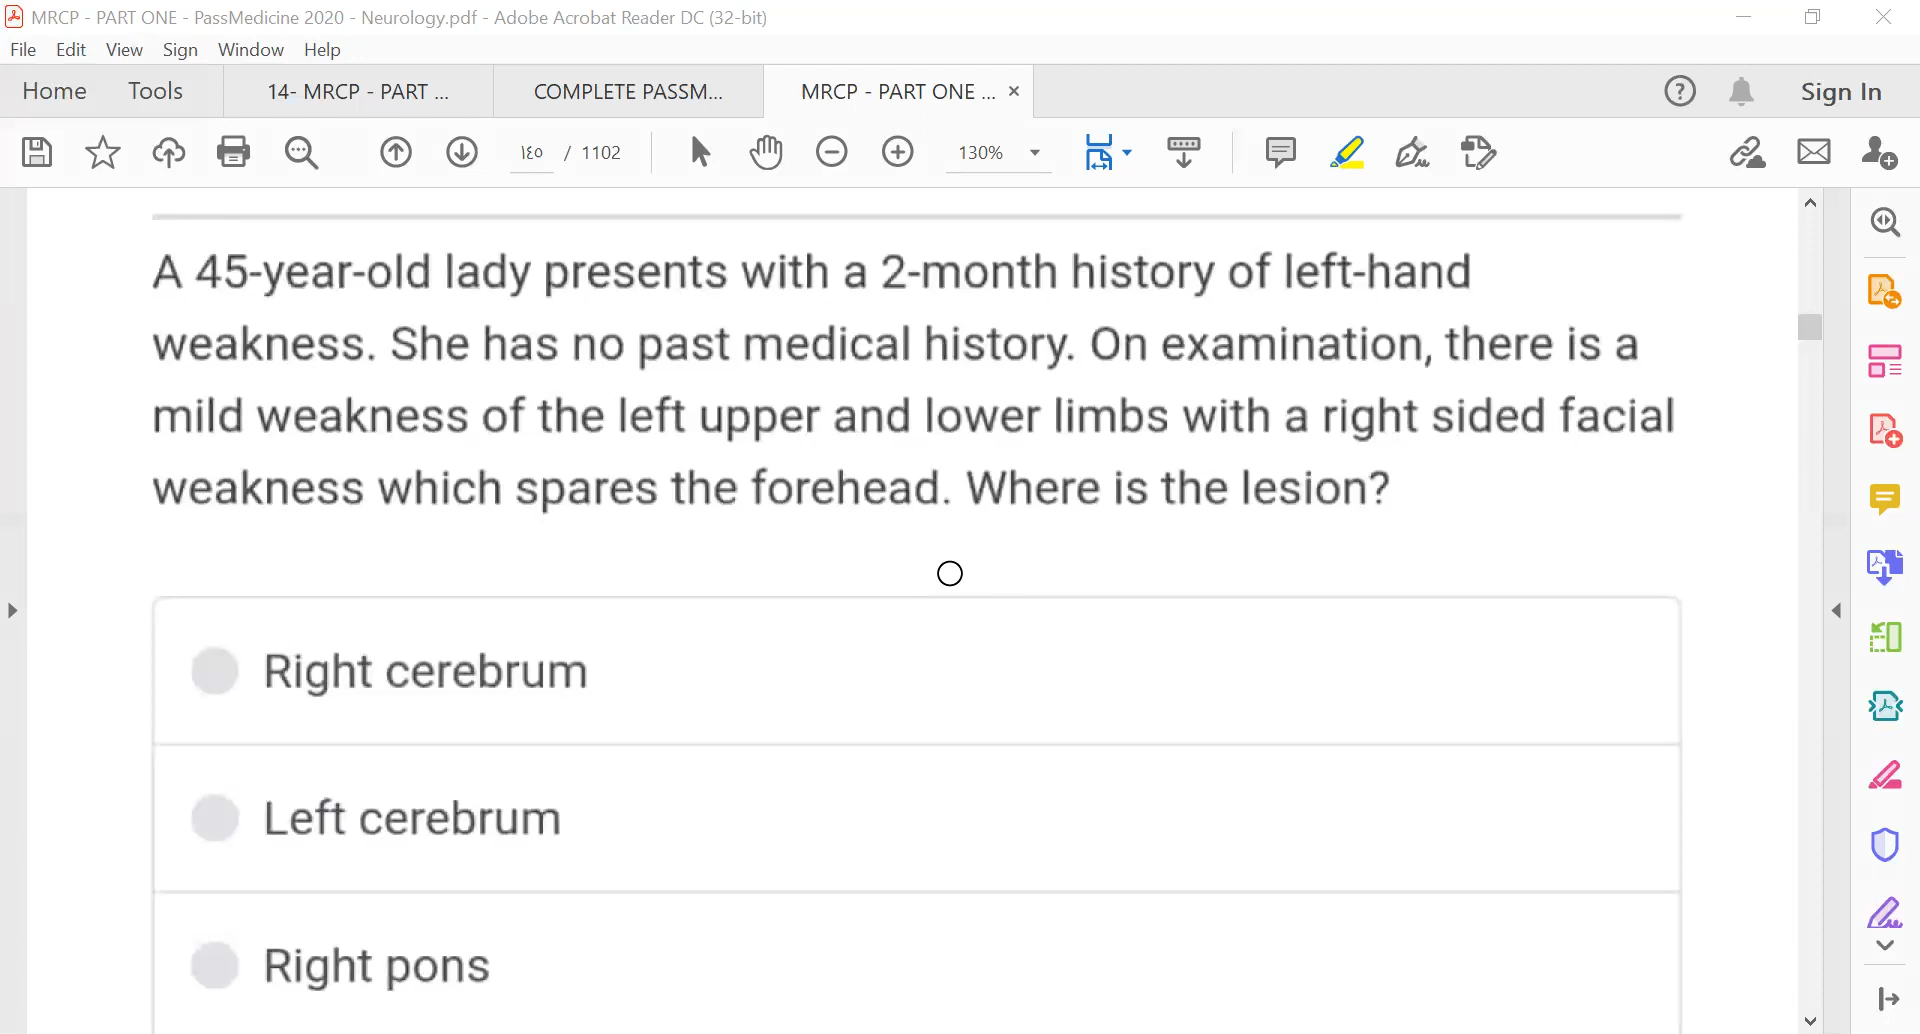 MRCP - PART ONE - PassMedicine 2020 - Neurology.pdf - Adobe Acrobat Reader DC (32-bit)
File Edit View Sign Window Help
Home Tools 14- MRCP - PART ... COMPLETE PASSM... MRCP - PART ONE ... × Sign In
١٤٥ / 1102 130%
A 45-year-old lady presents with a 2-month history of left-hand
weakness. She has no past medical history. On examination, there is a
mild weakness of the left upper and lower limbs with a right sided facial
weakness which spares the forehead. Where is the lesion?
Right cerebrum
Left cerebrum
Right pons